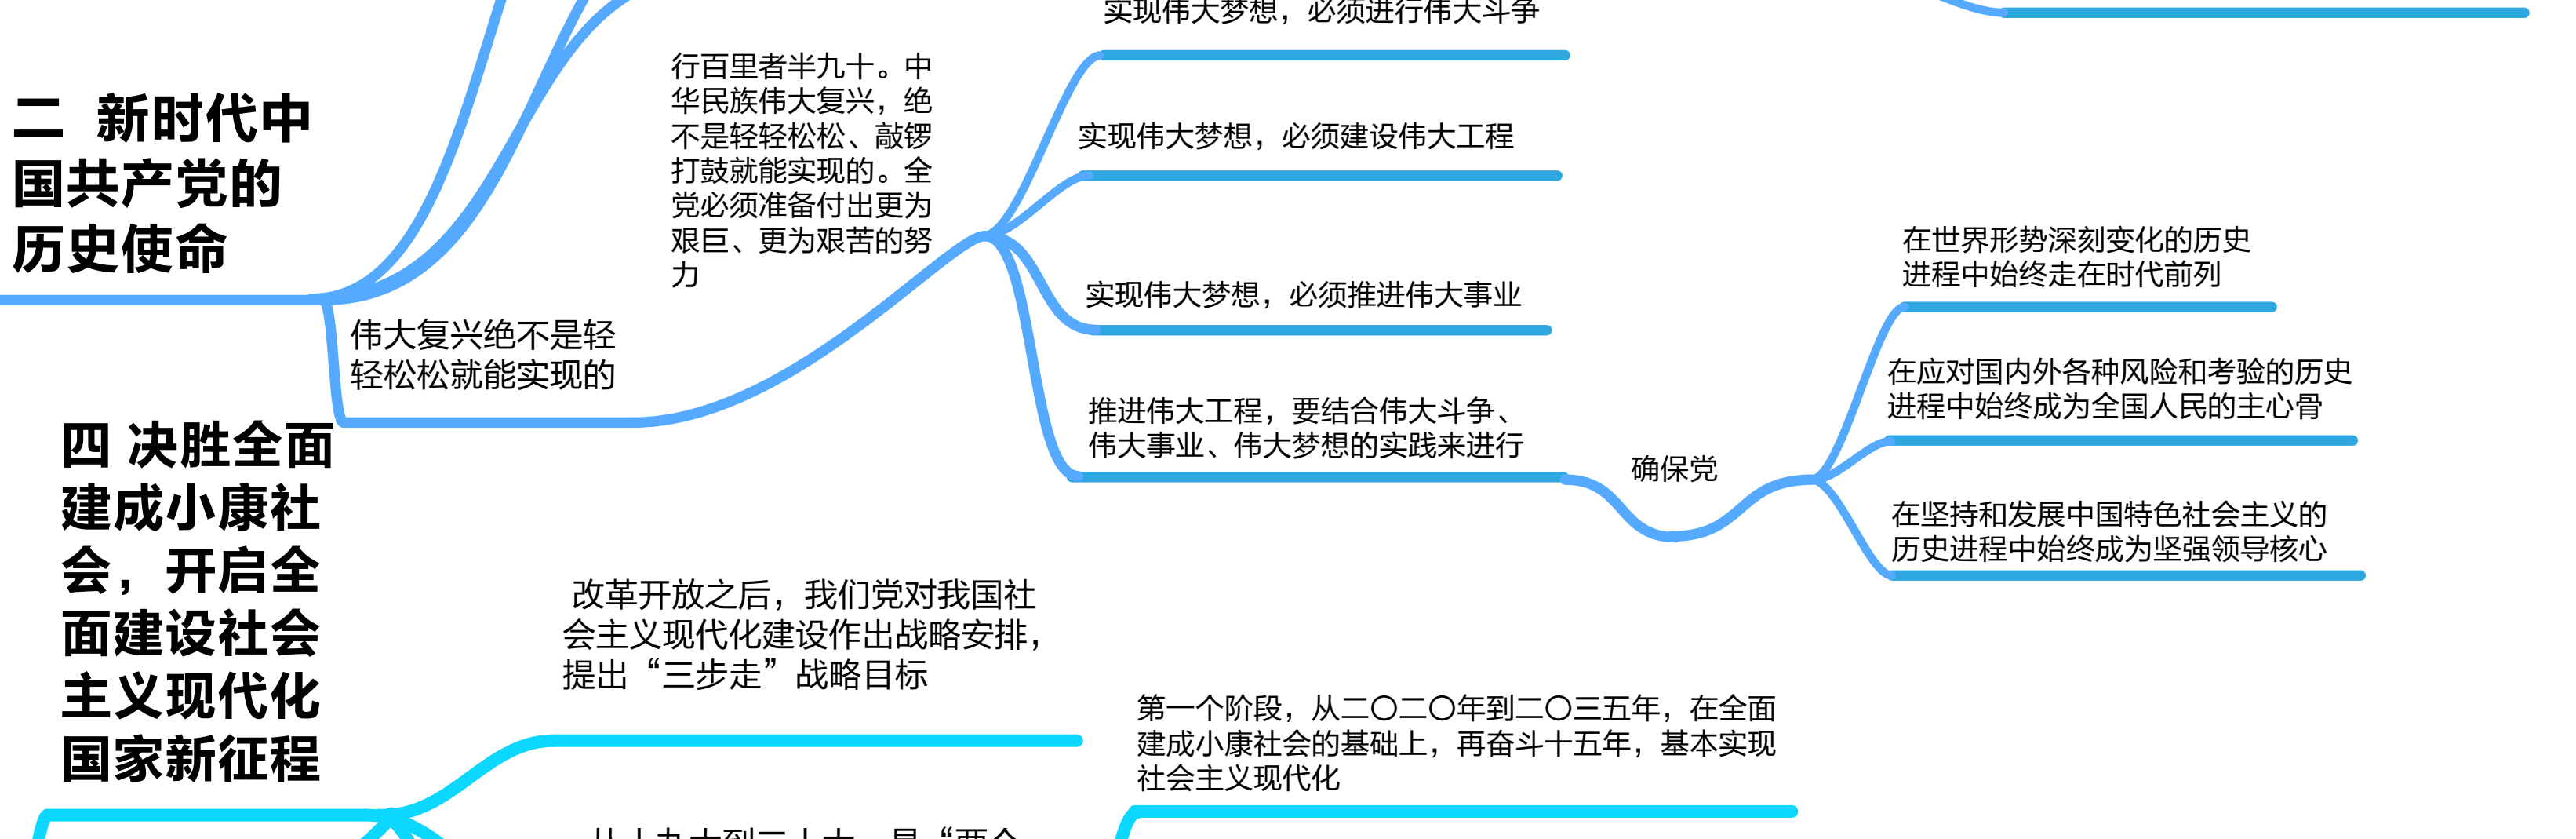 实现伟大梦想，必须进行伟大斗争
二 新时代中
国共产党的
历史使命
行百里者半九十。中
华民族伟大复兴，绝
不是轻轻松松、敲锣
打鼓就能实现的。全
党必须准备付出更为
艰巨、更为艰苦的努
力
实现伟大梦想，必须建设伟大工程
实现伟大梦想，必须推进伟大事业
伟大复兴绝不是轻
轻松松就能实现的
推进伟大工程，要结合伟大斗争、
伟大事业、伟大梦想的实践来进行
确保党
在世界形势深刻变化的历史
进程中始终走在时代前列
在应对国内外各种风险和考验的历史
进程中始终成为全国人民的主心骨
在坚持和发展中国特色社会主义的
历史进程中始终成为坚强领导核心
四 决胜全面
建成小康社
会，开启全
面建设社会
主义现代化
国家新征程
改革开放之后，我们党对我国社
会主义现代化建设作出战略安排，
提出“三步走”战略目标
第一个阶段，从二〇二〇年到二〇三五年，在全面
建成小康社会的基础上，再奋斗十五年，基本实现
社会主义现代化
从十九大到二十大，是“两个